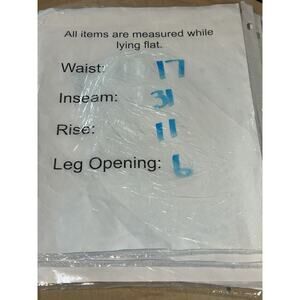 All items are measured while
lying flat.
Waist: 17
Inseam: 31
Rise: 11
Leg Opening: 6